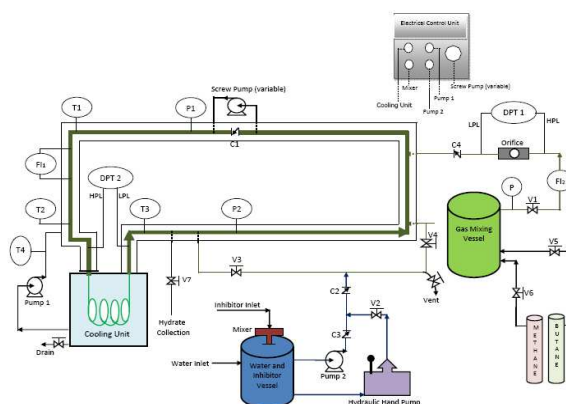 Electrical Control Unit
Cooling Unit
Mixer
Pump 2
Pump 1
Screw Pump (variable)
Screw Pump (variable)
T1
P1
C1
FI₁
DPT 2
HPL
LPL
T2
T3
P2
T4
Pump 1
Cooling Unit
Drain
V7
Hydrate
Collection
V3
V4
Vent
C2
V2
C3
Inhibitor Inlet
Mixer
Water Inlet
Water and
Inhibitor
Vessel
Pump 2
Hydraulic Hand Pump
DPT 1
LPL
HPL
C4
Orifice
FI₂
P
V1
Gas Mixing
Vessel
V5
V6
METHANE
BUTANE